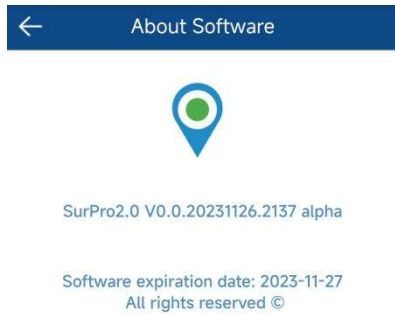 About Software
SurPro2.0 V0.0.20231126.2137 alpha
Software expiration date: 2023-11-27
All rights reserved ©